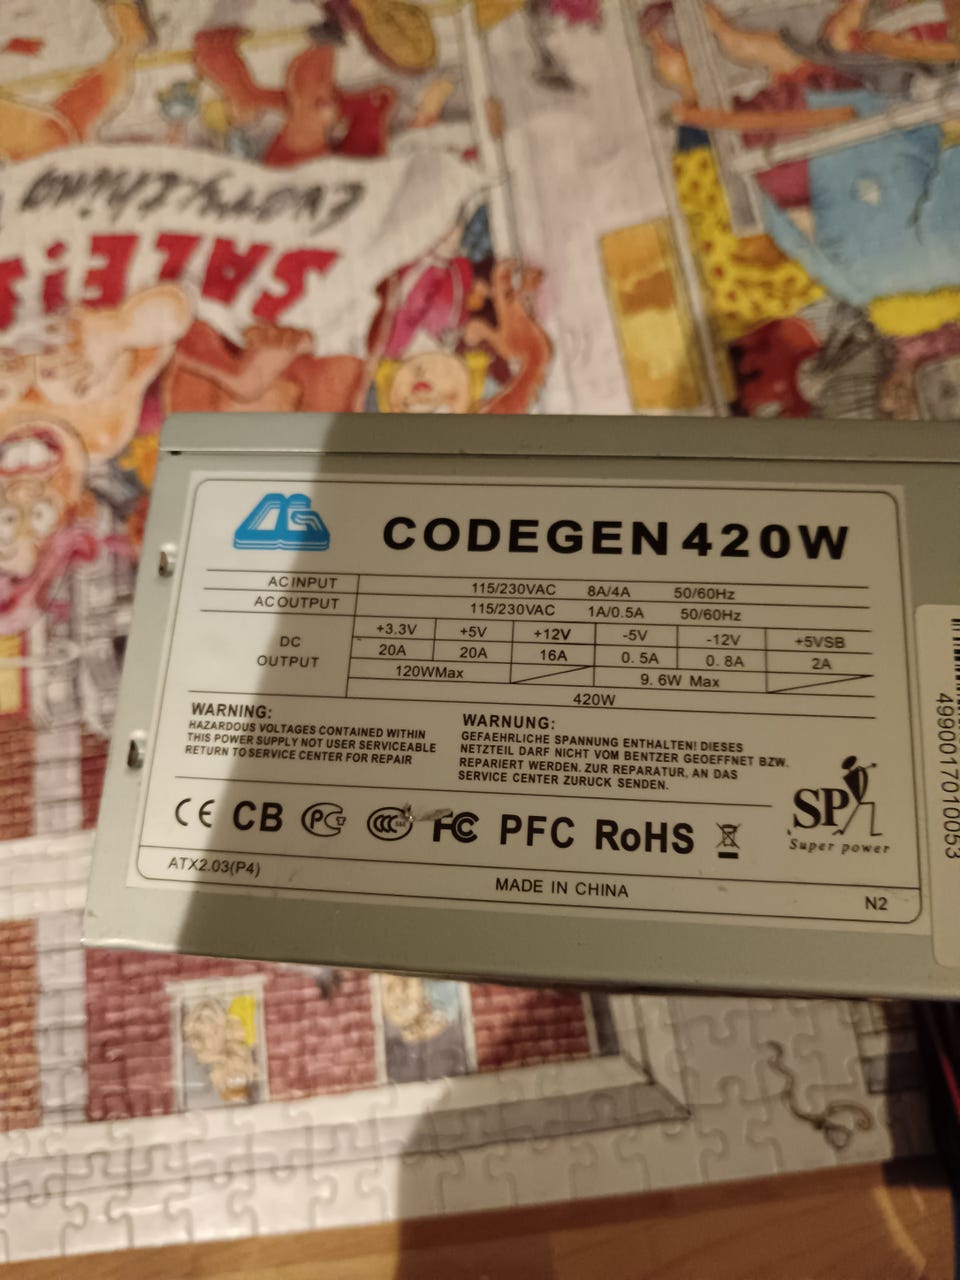 everything
SALE!
CODEGEN 420W
AC INPUT 115/230VAC 8A/4A 50/60Hz
AC OUTPUT 115/230VAC 1A/0.5A 50/60Hz
DC OUTPUT +3.3V +5V +12V -5V -12V +5VSB
20A 20A 16A 0.5A 0.8A 2A
120WMax 9.6W Max
420W
WARNING:
HAZARDOUS VOLTAGES CONTAINED WITHIN
THIS POWER SUPPLY NOT USER SERVICEABLE
RETURN TO SERVICE CENTER FOR REPAIR
WARNUNG:
GEFAEHRLICHE SPANNUNG ENTHALTEN! DIESES
NETZTEIL DARF NICHT VOM BENTZER GEOEFFNET BZW.
REPARIERT WERDEN. ZUR REPARATUR, AN DAS
SERVICE CENTER ZURUCK SENDEN.
CE CB PG CCC FC PFC RoHS
SP
Super power
ATX2.03(P4)
MADE IN CHINA
N2
4990017010053